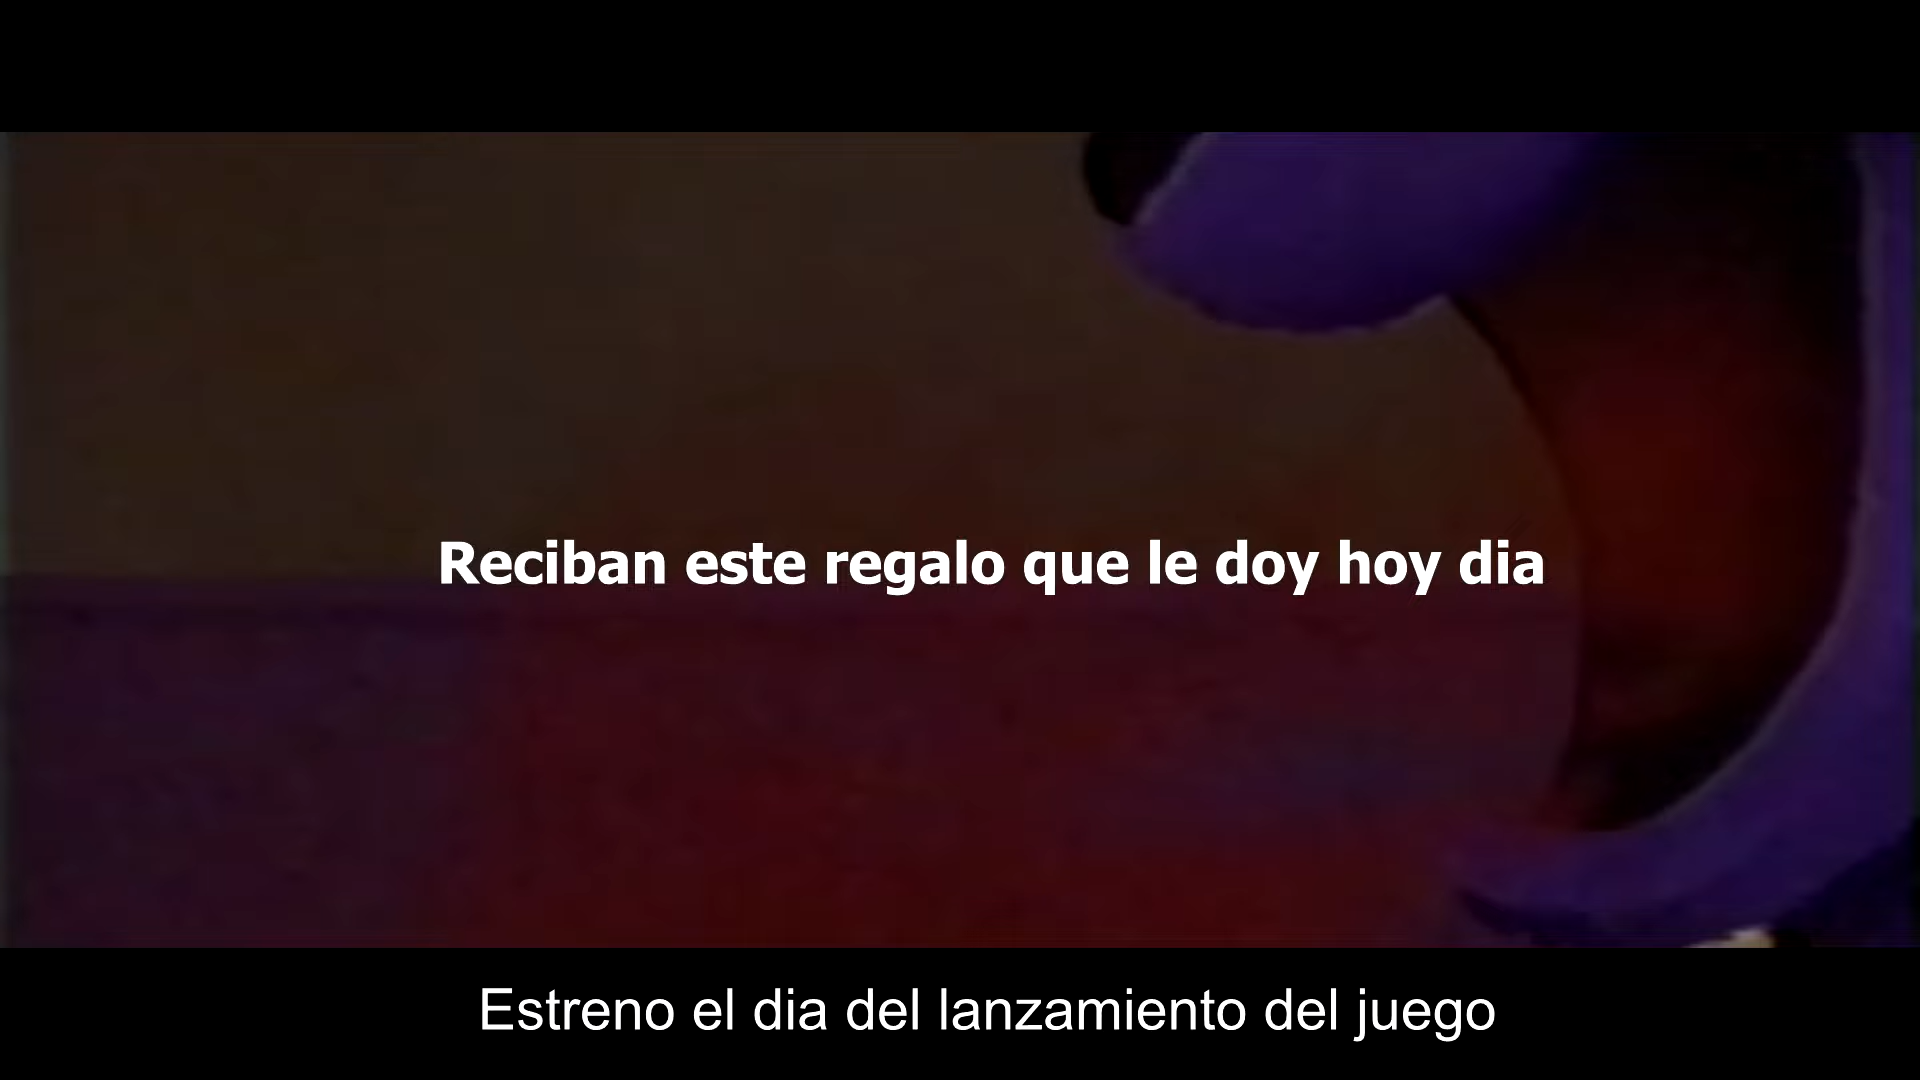 Reciban este regalo que le doy hoy dia
Estreno el dia del lanzamiento del juego